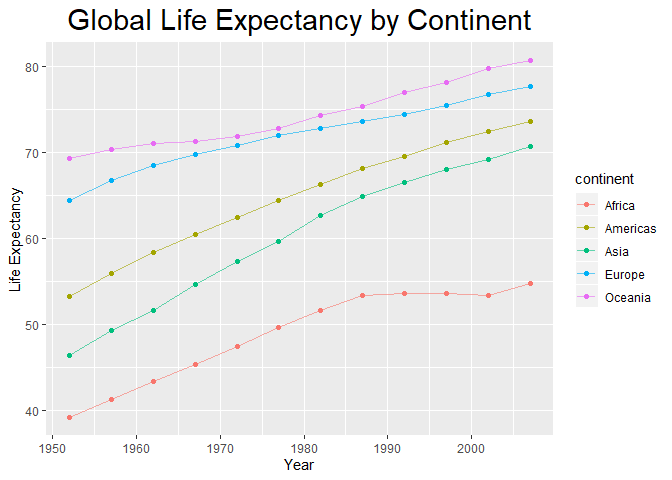 Global Life Expectancy by Continent
80
70
60
50
40
Life Expectancy
1950 1960 1970 1980 1990 2000
Year
continent
Africa
Americas
Asia
Europe
Oceania